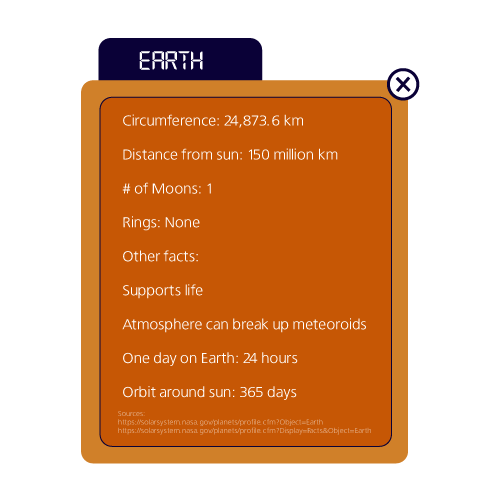 EARTH
Circumference: 24,873.6 km
Distance from sun: 150 million km
# of Moons: 1
Rings: None
Other facts:
Supports life
Atmosphere can break up meteoroids
One day on Earth: 24 hours
Orbit around sun: 365 days
Sources:
https://solarsystem.nasa.gov/planets/profile.cfm?Object=Earth
https://solarsystem.nasa.gov/planets/profile.cfm?Display=Facts&Object=Earth